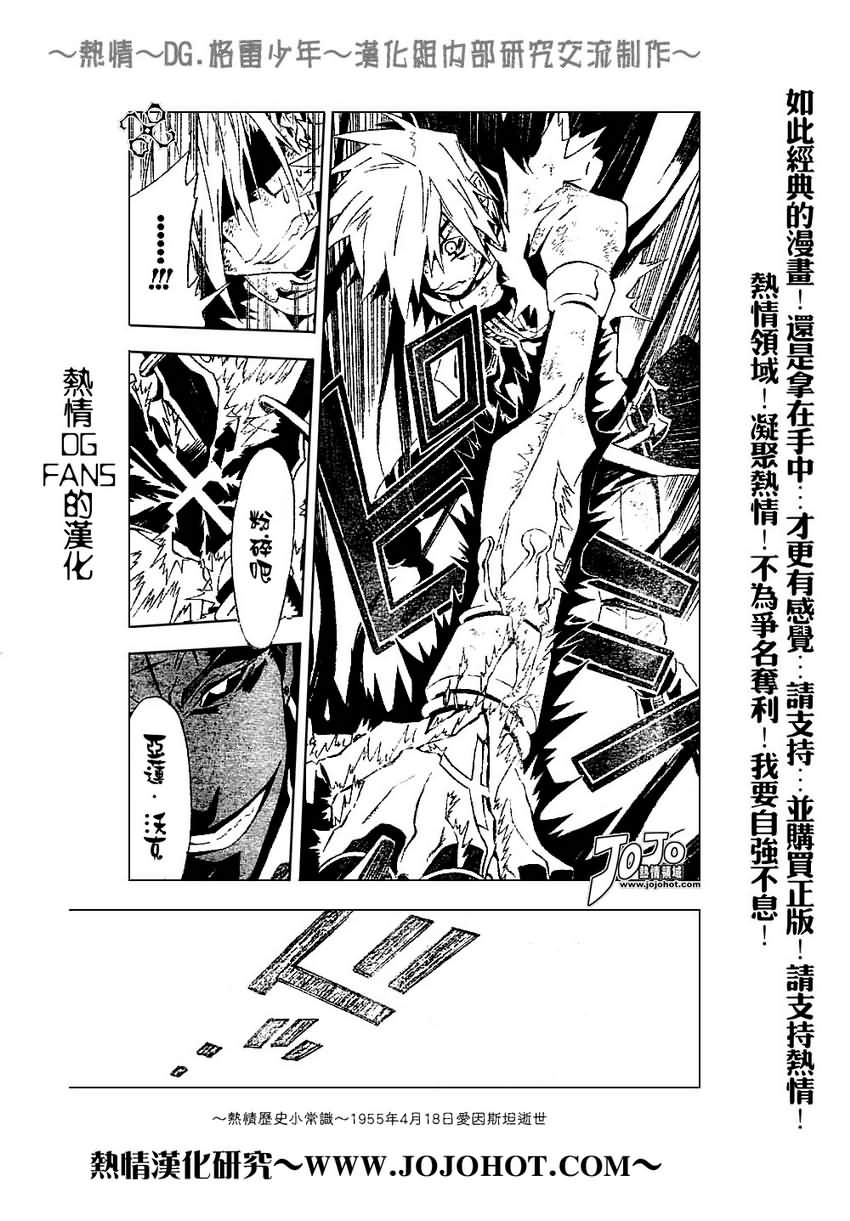 ～熱情～DG.格雷少年～漢化組內部研究交流制作～
如此經典的漫畫！還是拿在手中…才更有感覺…請支持…並購買正版！請支持熱情！
熱情領域！凝聚熱情！不為爭名奪利！我要自強不息！
……!!!
粉碎吧
亞蓮·沃克
熱情
DG
FANS
的漢化
JOJO
熱情領域
www.jojohot.com
ドドド
～熱情歷史小常識～1955年4月18日愛因斯坦逝世
熱情漢化研究～WWW.JOJOHOT.COM～